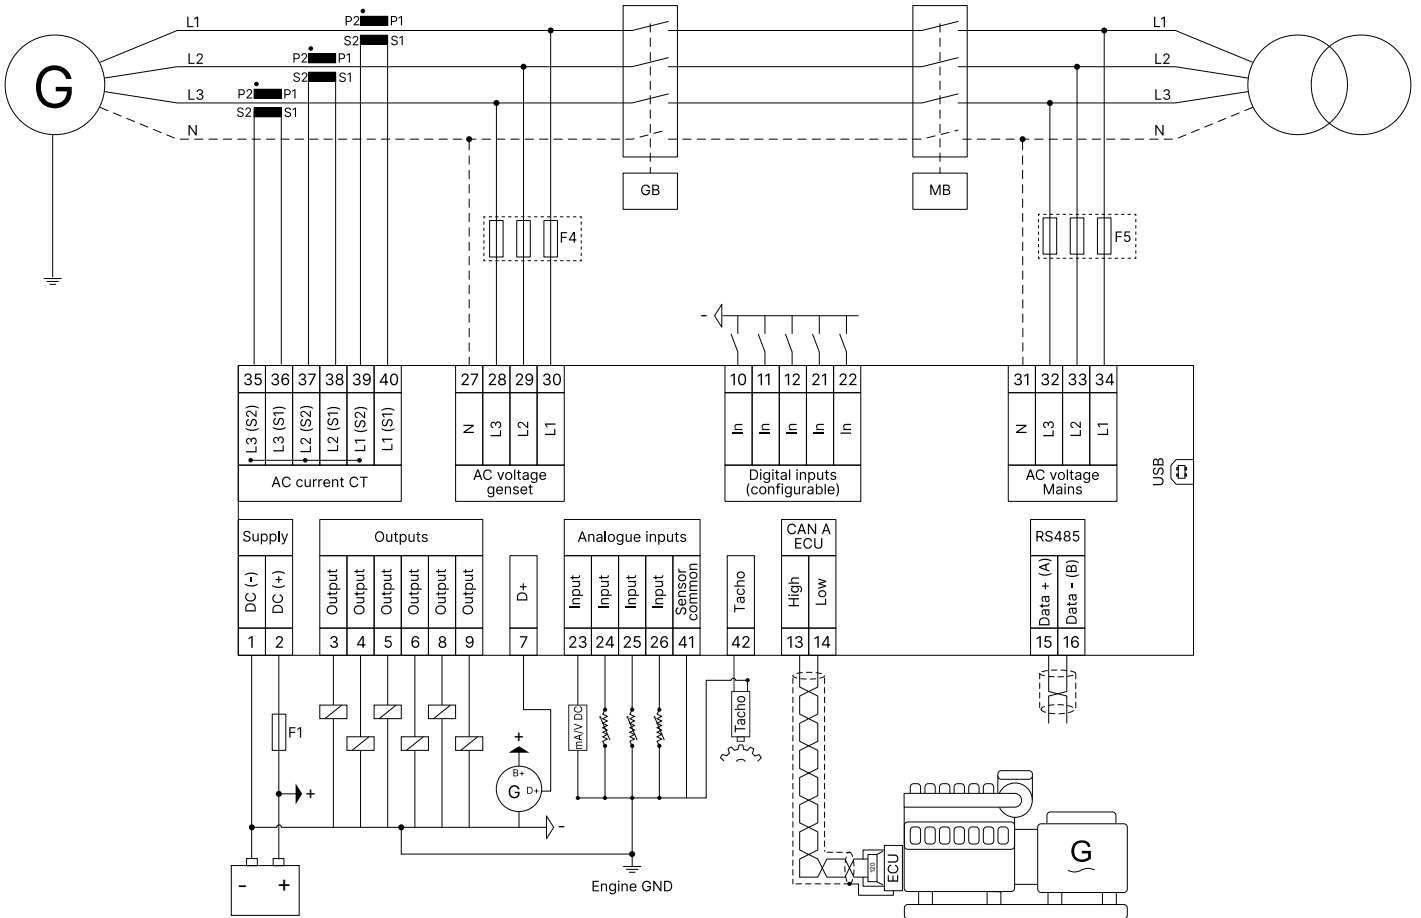 L1
P2 P1
S2 S1
L1
L2
P2 P1
S2 S1
L2
G
L3
P2 P1
S2 S1
L3
N
N
GB
MB
F4
F5
-
35 36 37 38 39 40
27 28 29 30
10 11 12 21 22
31 32 33 34
L3 (S2)
L3 (S1)
L2 (S2)
L2 (S1)
L1 (S2)
L1 (S1)
N
L3
L2
L1
In
In
In
In
In
N
L3
L2
L1
AC current CT
AC voltage
genset
Digital inputs
(configurable)
AC voltage
Mains
USB
Supply
Outputs
Analogue inputs
CAN A
ECU
RS485
DC (-)
DC (+)
Output
Output
Output
Output
Output
Output
D+
Input
Input
Input
Input
Sensor
common
Tacho
High
Low
Data + (A)
Data - (B)
1 2
3 4 5 6 8 9
7
23 24 25 26 41
42
13 14
15 16
F1
+
+
B+
G D+
mA/V DC
Tacho
-
- +
Engine GND
120
ECU
G